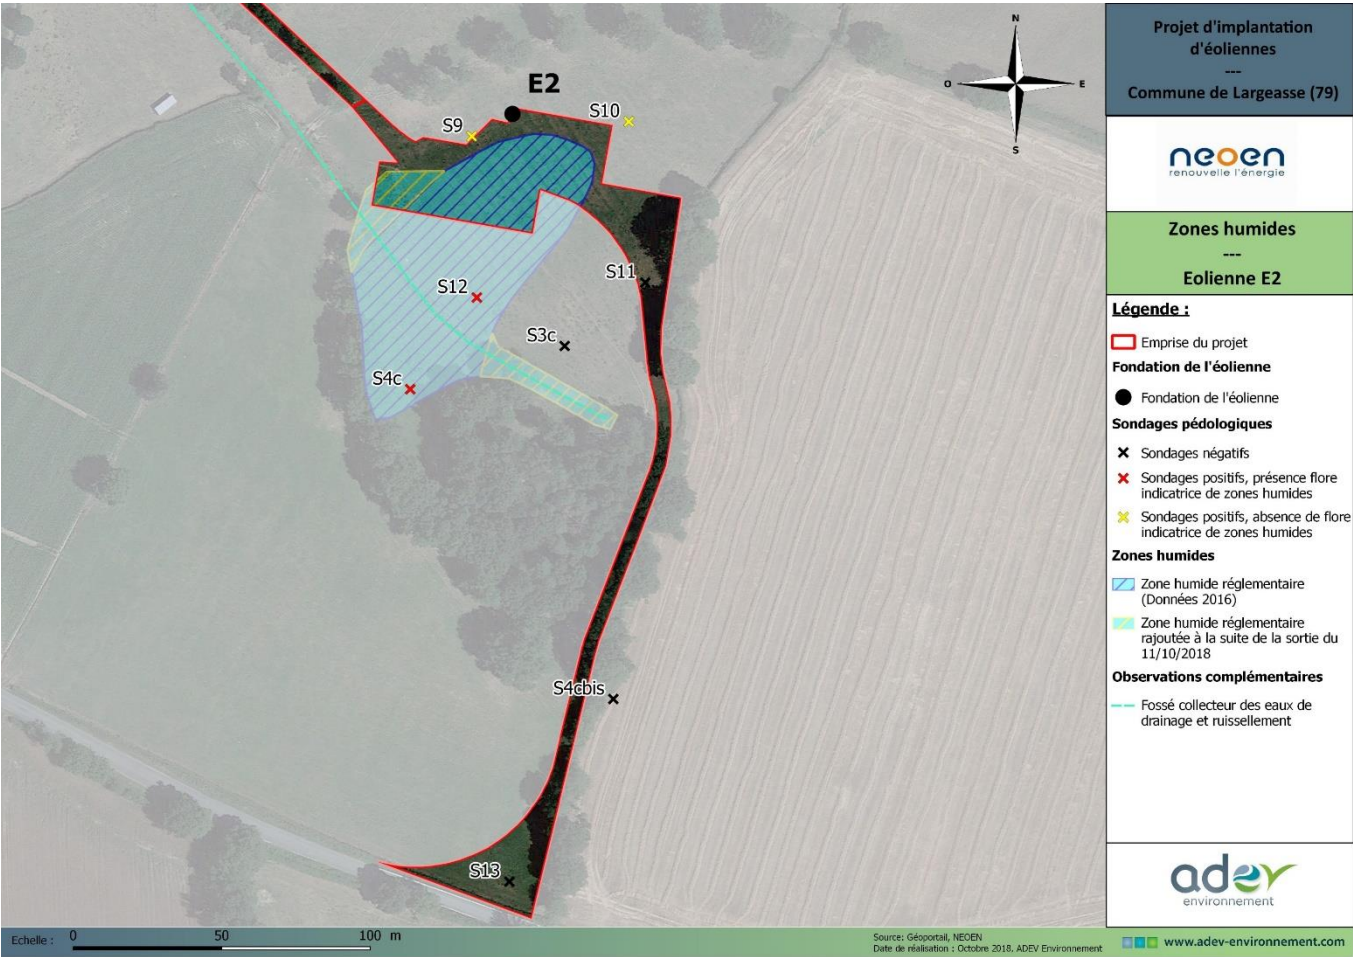 N
O
E
S
E2
S9
S10
S11
S12
S3c
S4c
S4cbis
S13
Echelle :
0 50 100 m
Source: Géoportail, NEOEN
Date de réalisation : Octobre 2018, ADEV Environnement
Projet d'implantation
d'éoliennes
---
Commune de Largeasse (79)
neoen
renouvelle l'énergie
Zones humides
---
Eolienne E2
Légende :
Emprise du projet
Fondation de l'éolienne
Fondation de l'éolienne
Sondages pédologiques
Sondages négatifs
Sondages positifs, présence flore
indicatrice de zones humides
Sondages positifs, absence de flore
indicatrice de zones humides
Zones humides
Zone humide réglementaire
(Données 2016)
Zone humide réglementaire
rajoutée à la suite de la sortie du
11/10/2018
Observations complémentaires
Fossé collecteur des eaux de
drainage et ruissellement
adev
environnement
www.adev-environnement.com